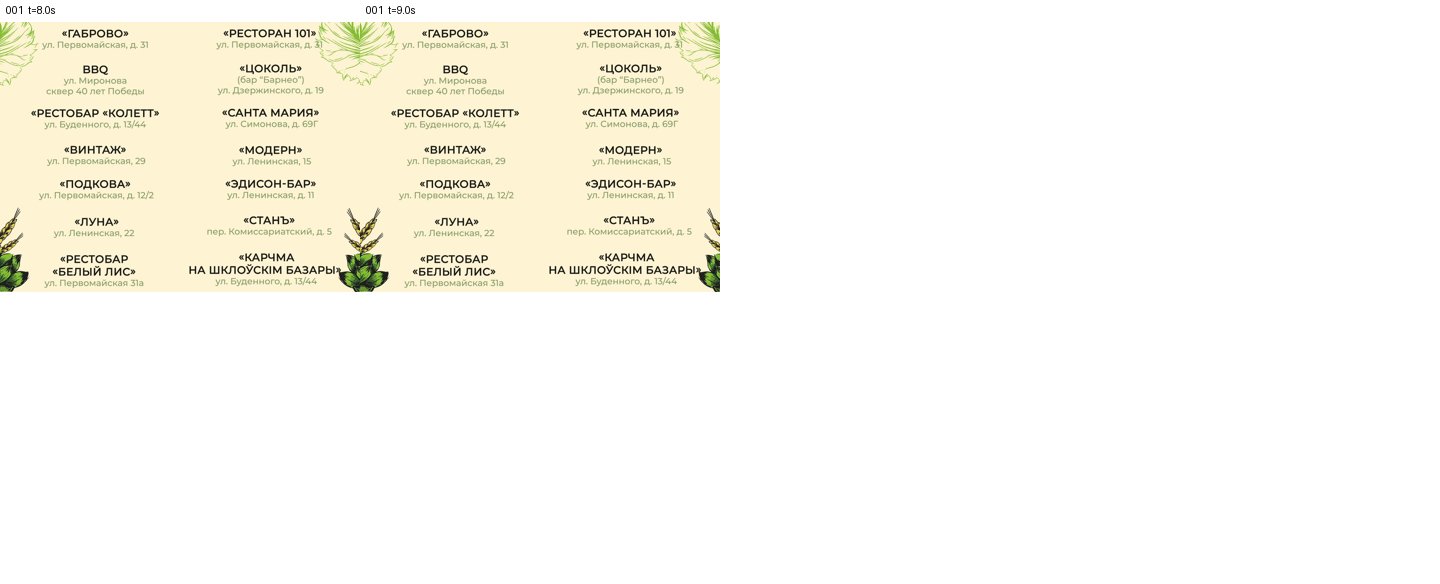 001 t=8.0s
001 t=9.0s
«ГАБРОВО»
ул. Первомайская, д. 31
BBQ
ул. Миронова
сквер 40 лет Победы
«РЕСТОБАР «КОЛЕТТ»
ул. Буденного, д. 13/44
«ВИНТАЖ»
ул. Первомайская, 29
«ПОДКОВА»
ул. Первомайская, д. 12/2
«ЛУНА»
ул. Ленинская, 22
«РЕСТОБАР
«БЕЛЫЙ ЛИС»
ул. Первомайская 31а
«РЕСТОРАН 101»
ул. Первомайская, д. 31
«ЦОКОЛЬ»
(бар "Барнео")
ул. Дзержинского, д. 19
«САНТА МАРИЯ»
ул. Симонова, д. 69Г
«МОДЕРН»
ул. Ленинская, 15
«ЭДИСОН-БАР»
ул. Ленинская, д. 11
«СТАНЪ»
пер. Комиссариатский, д. 5
«КАРЧМА
НА ШКЛОЎСКІМ БАЗАРЫ»
ул. Буденного, д. 13/44
«ГАБРОВО»
ул. Первомайская, д. 31
BBQ
ул. Миронова
сквер 40 лет Победы
«РЕСТОБАР «КОЛЕТТ»
ул. Буденного, д. 13/44
«ВИНТАЖ»
ул. Первомайская, 29
«ПОДКОВА»
ул. Первомайская, д. 12/2
«ЛУНА»
ул. Ленинская, 22
«РЕСТОБАР
«БЕЛЫЙ ЛИС»
ул. Первомайская 31а
«РЕСТОРАН 101»
ул. Первомайская, д. 31
«ЦОКОЛЬ»
(бар "Барнео")
ул. Дзержинского, д. 19
«САНТА МАРИЯ»
ул. Симонова, д. 69Г
«МОДЕРН»
ул. Ленинская, 15
«ЭДИСОН-БАР»
ул. Ленинская, д. 11
«СТАНЪ»
пер. Комиссариатский, д. 5
«КАРЧМА
НА ШКЛОЎСКІМ БАЗАРЫ»
ул. Буденного, д. 13/44